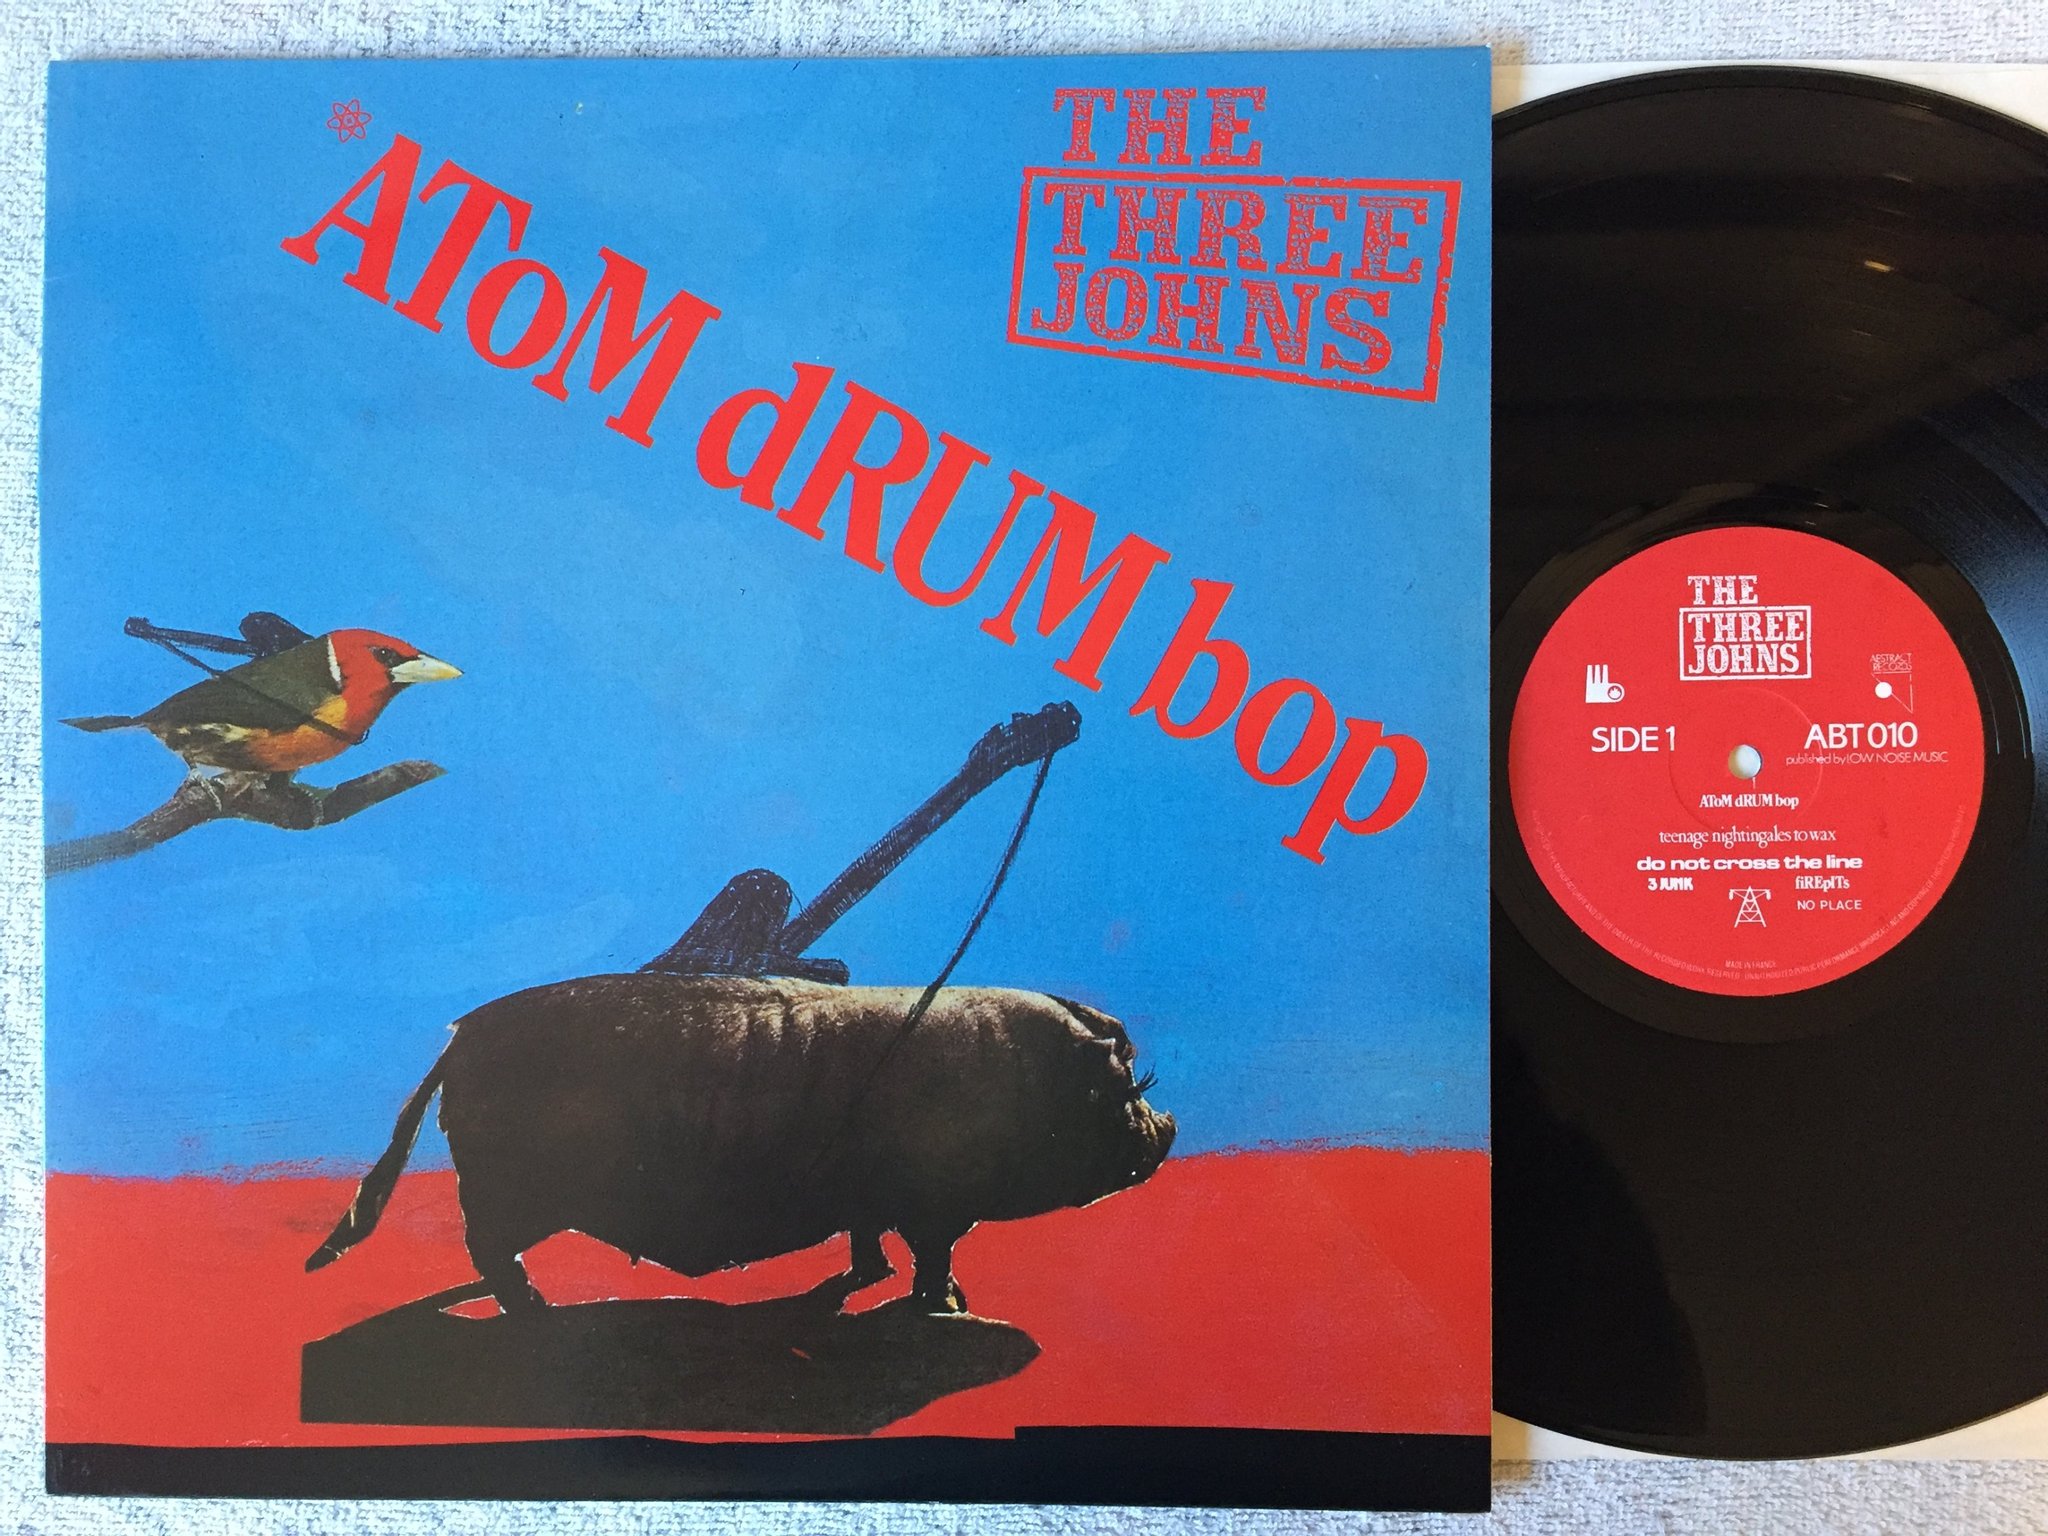 AToM dRUM bop
THE
THREE
JOHNS
THE
THREE
JOHNS
ABSTRACT
RECORDS
SIDE 1
ABT 010
published by LOW NOISE MUSIC
AToM dRUM bop
teenage nightingales to wax
do not cross the line
3 JUNK
fiREpITs
NO PLACE
MADE IN FRANCE